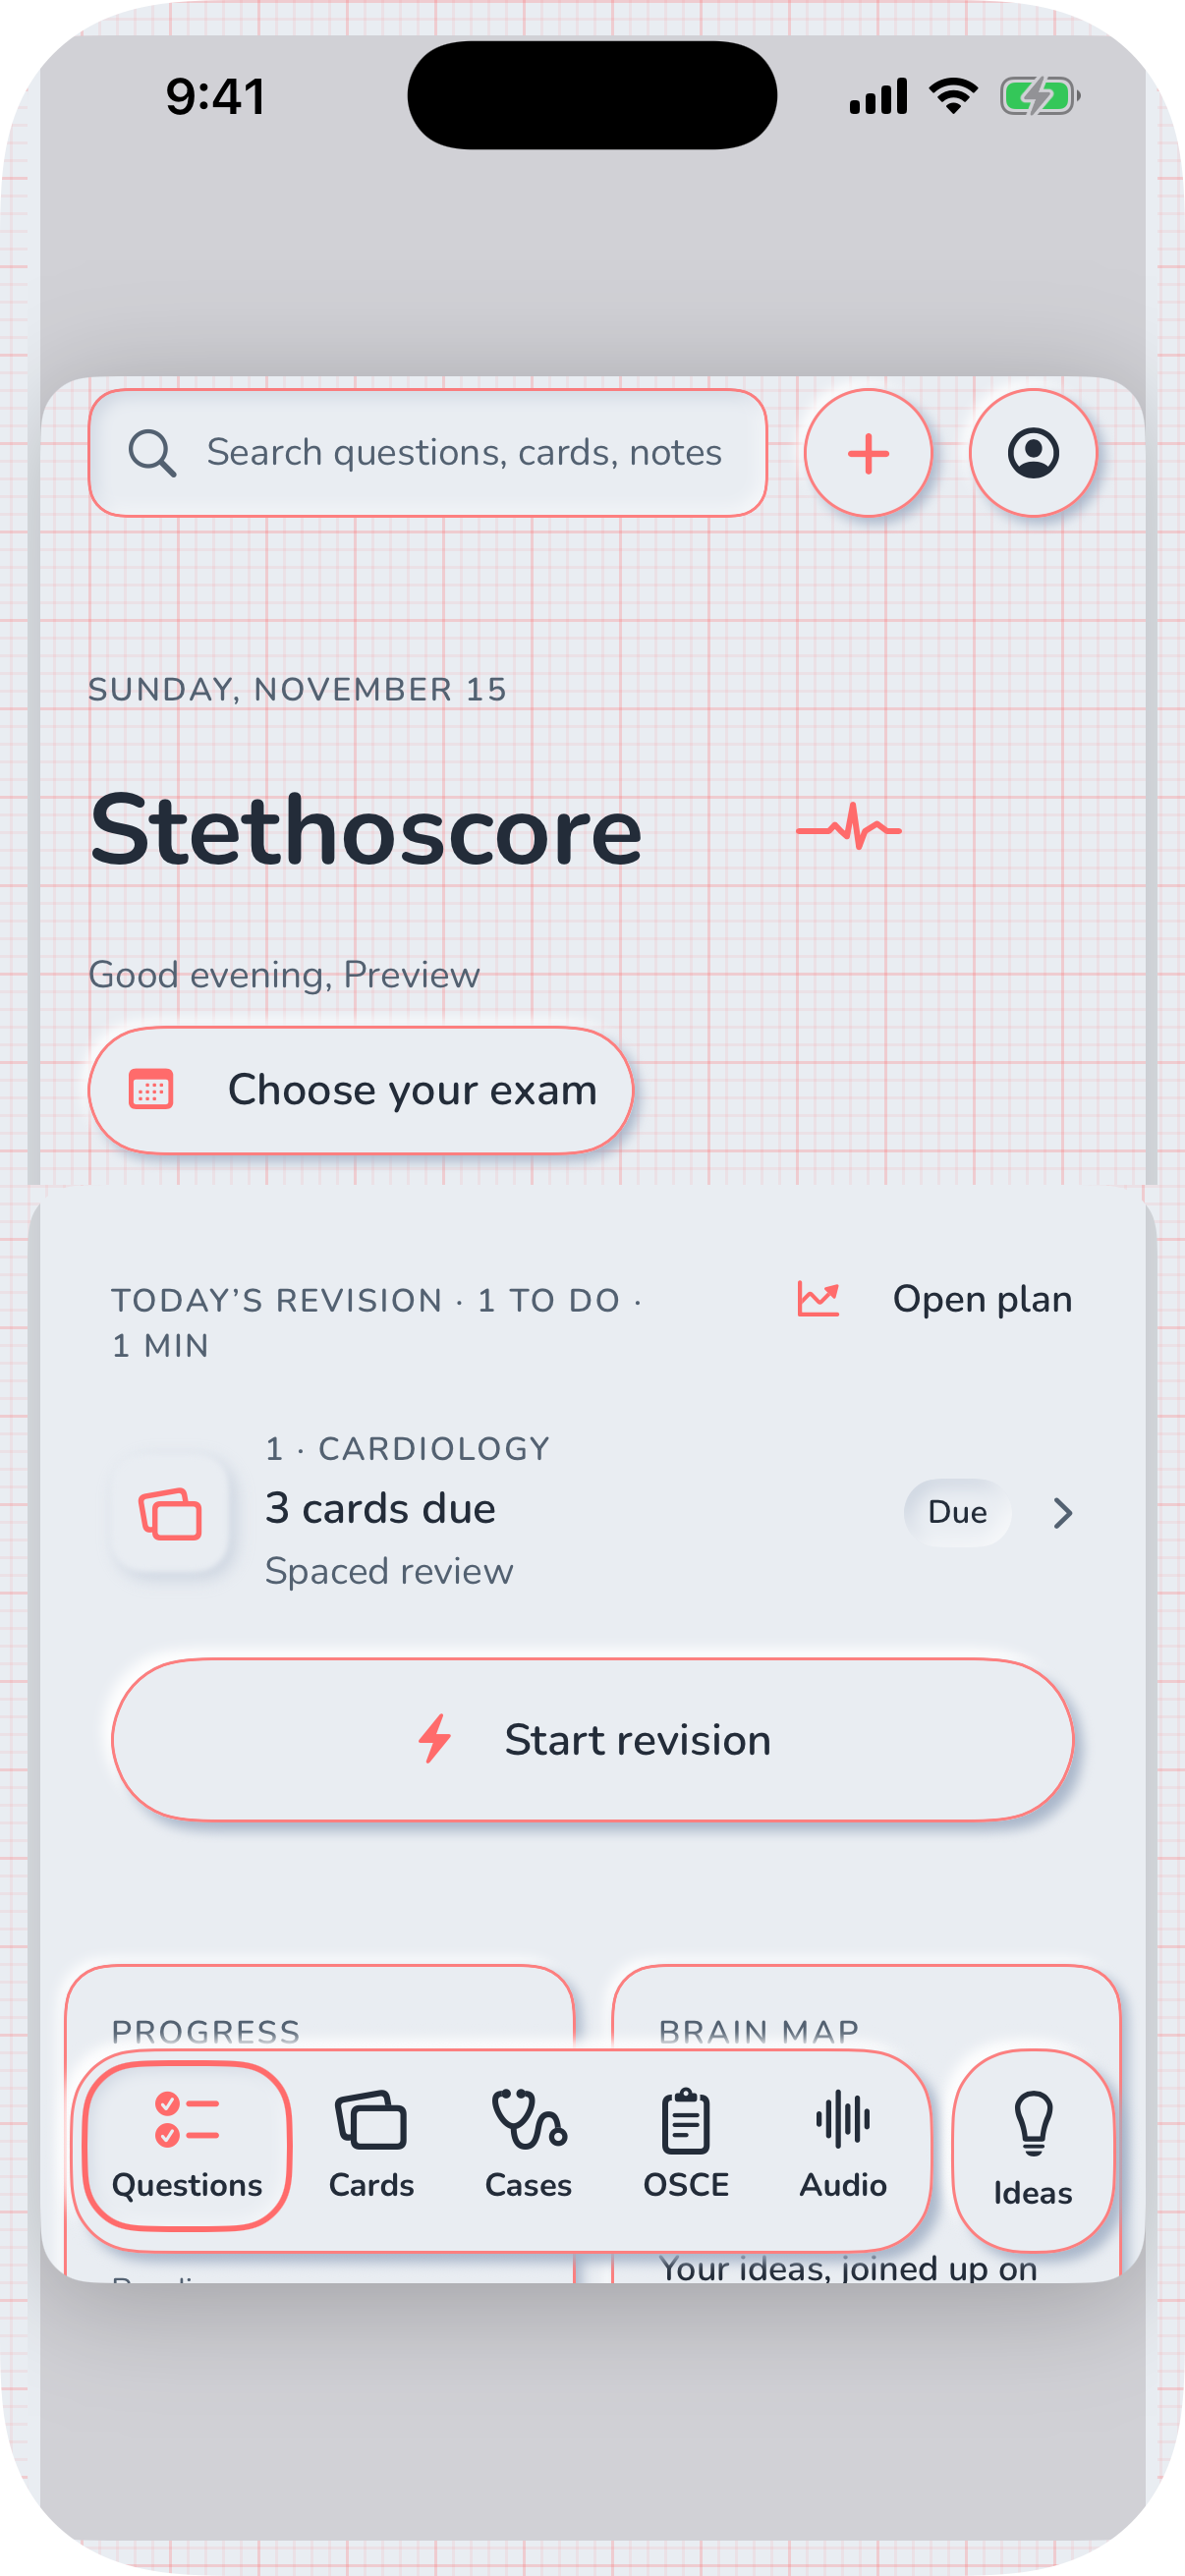 9:41
Search questions, cards, notes
SUNDAY, NOVEMBER 15
Stethoscore
Good evening, Preview
Choose your exam
TODAY’S REVISION · 1 TO DO ·
1 MIN
Open plan
1 · CARDIOLOGY
3 cards due
Spaced review
Due
Start revision
PROGRESS
BRAIN MAP
Questions
Cards
Cases
OSCE
Audio
Ideas
Your ideas, joined up on